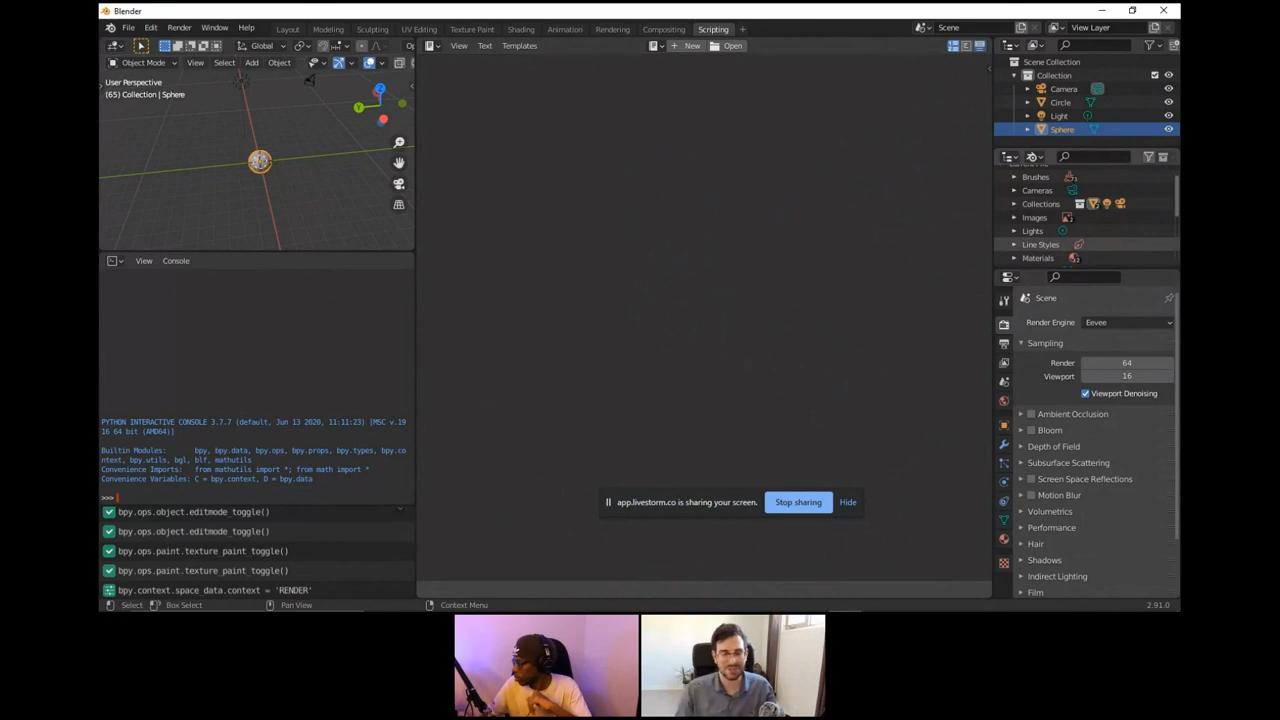 Blender
File Edit Render Window Help Layout Modeling Sculpting UV Editing Texture Paint Shading Animation Rendering Compositing Scripting + Scene View Layer
Global Op View Text Templates + New Open
Object Mode View Select Add Object
User Perspective
(65) Collection | Sphere
Z
Y
Scene Collection
Collection
Camera
Circle
Light
Sphere
Brushes
Cameras
Collections
Images
Lights
Line Styles
Materials
View Console
PYTHON INTERACTIVE CONSOLE 3.7.7 (default, Jun 13 2020, 11:11:23) [MSC v.19
16 64 bit (AMD64)]
Builtin Modules: bpy, bpy.data, bpy.ops, bpy.props, bpy.types, bpy.co
ntext, bpy.utils, bgl, blf, mathutils
Convenience Imports: from mathutils import *; from math import *
Convenience Variables: C = bpy.context, D = bpy.data
>>>
bpy.ops.object.editmode_toggle()
bpy.ops.object.editmode_toggle()
bpy.ops.paint.texture_paint_toggle()
bpy.ops.paint.texture_paint_toggle()
bpy.context.space_data.context = 'RENDER'
app.livestorm.co is sharing your screen. Stop sharing Hide
Scene
Render Engine Eevee
Sampling
Render 64
Viewport 16
Viewport Denoising
Ambient Occlusion
Bloom
Depth of Field
Subsurface Scattering
Screen Space Reflections
Motion Blur
Volumetrics
Performance
Hair
Shadows
Indirect Lighting
Film
Select Box Select Pan View Context Menu 2.91.0